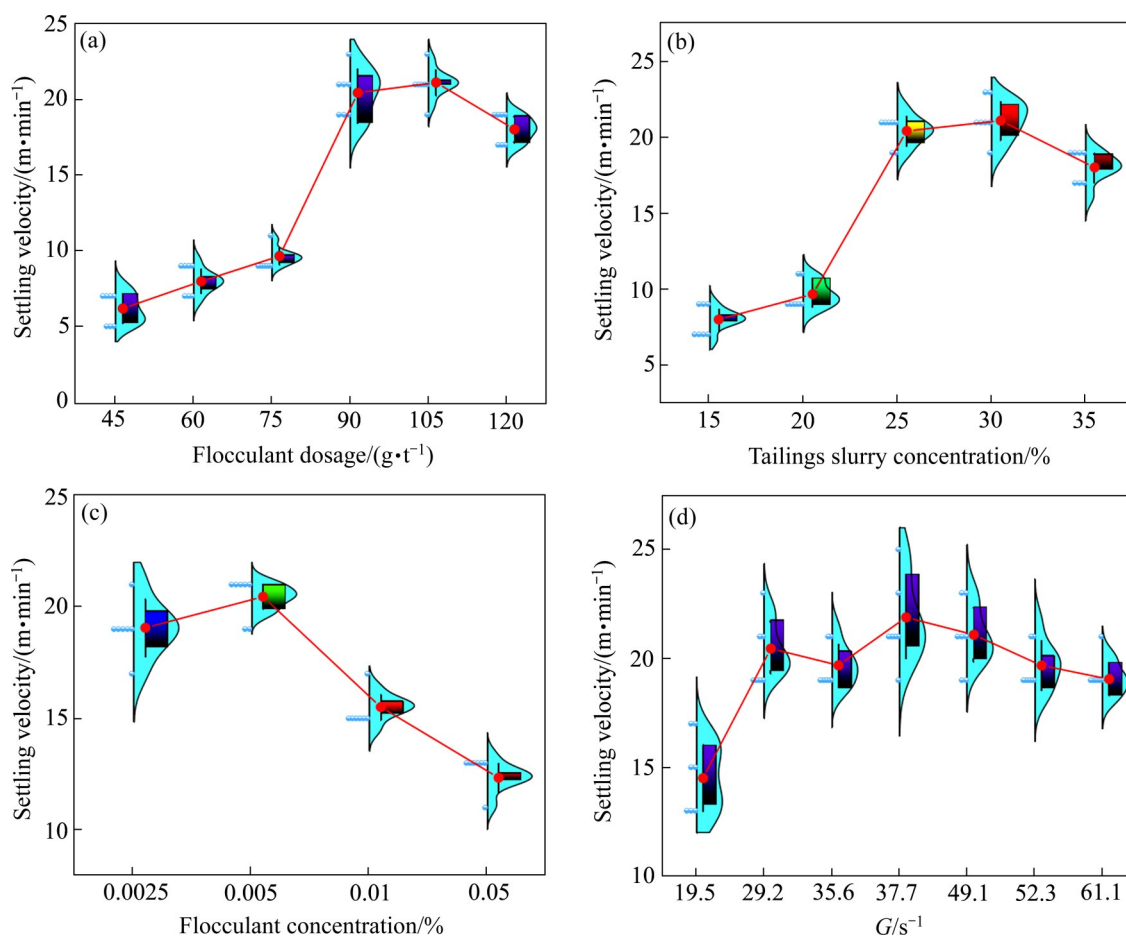 (a)
25
20
15
10
5
0
Settling velocity/(m•min⁻¹)
45 60 75 90 105 120
Flocculant dosage/(g•t⁻¹)
(b)
25
20
15
10
5
Settling velocity/(m•min⁻¹)
15 20 25 30 35
Tailings slurry concentration/%
(c)
25
20
15
10
Settling velocity/(m•min⁻¹)
0.0025 0.005 0.01 0.05
Flocculant concentration/%
(d)
25
20
15
10
Settling velocity/(m•min⁻¹)
19.5 29.2 35.6 37.7 49.1 52.3 61.1
G/s⁻¹